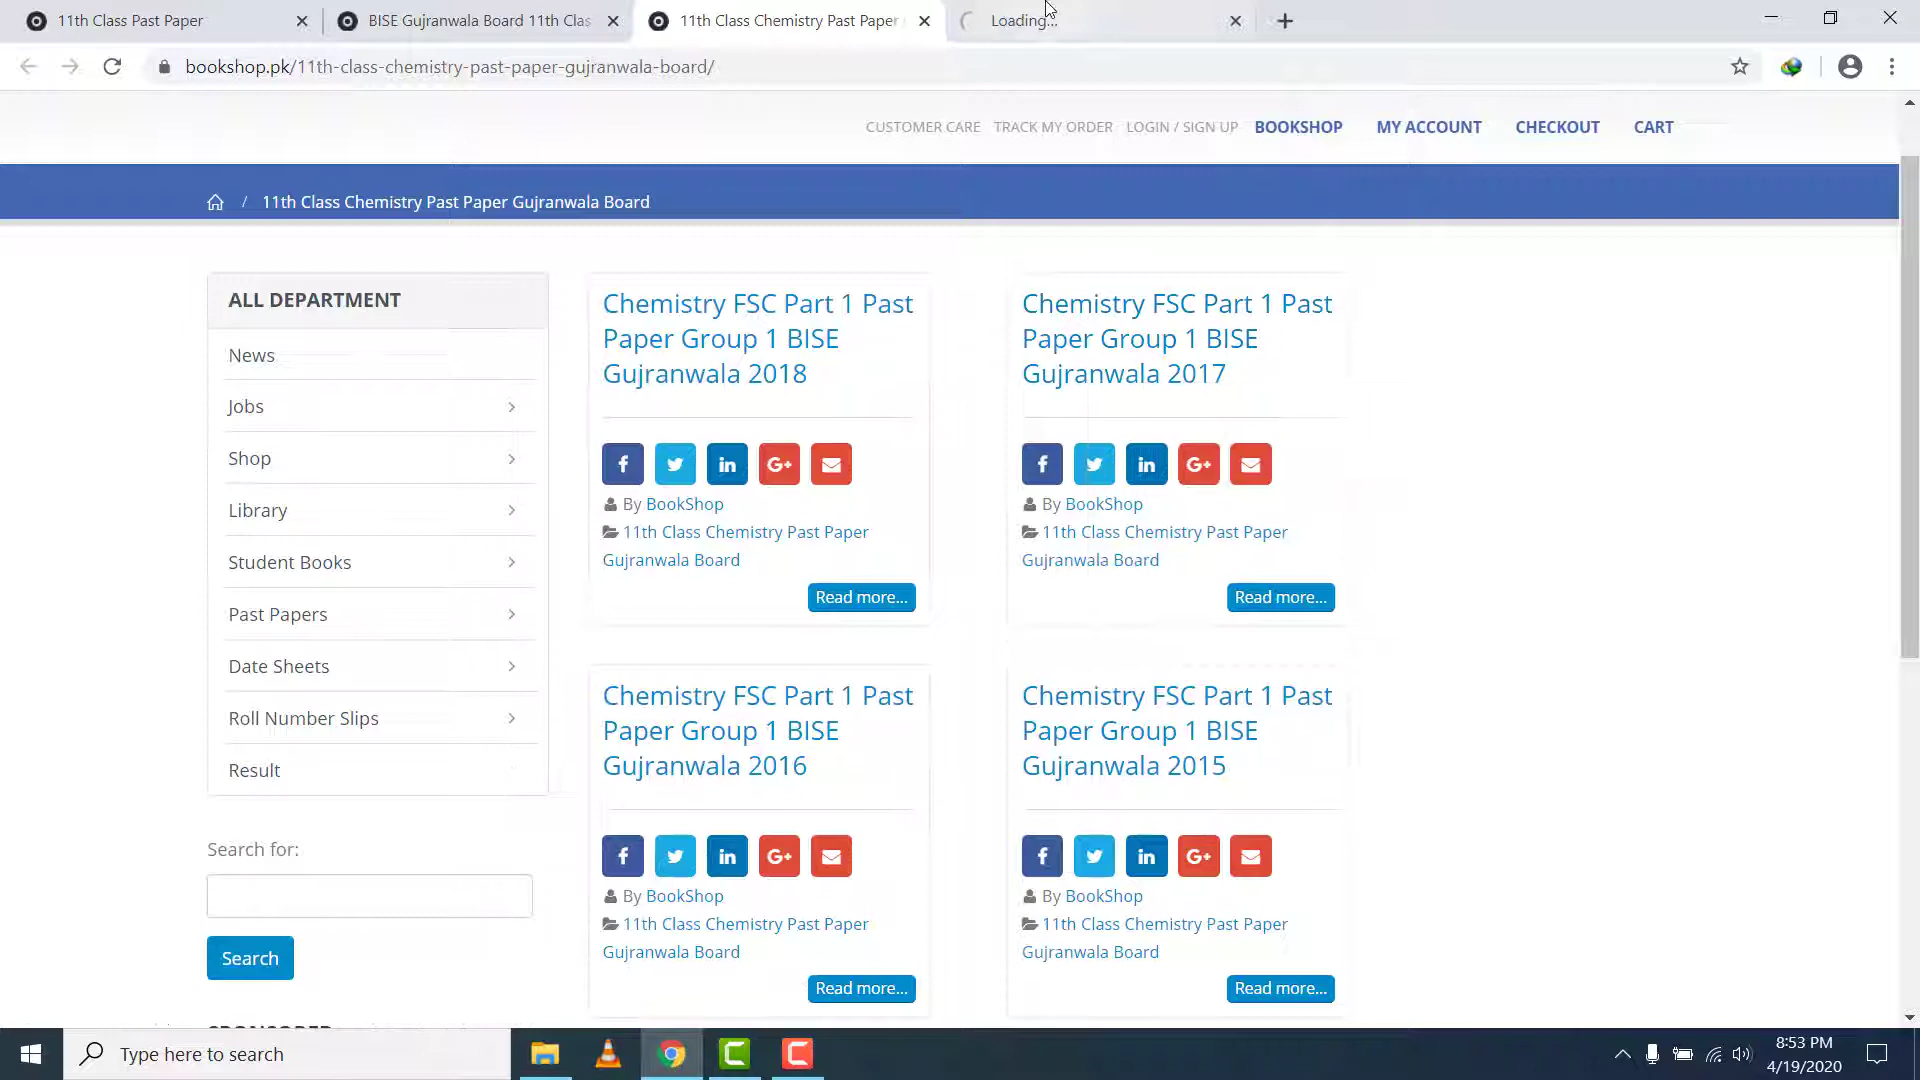 11th Class Past Paper
BISE Gujranwala Board 11th Clas
11th Class Chemistry Past Paper
Loading...
bookshop.pk/11th-class-chemistry-past-paper-gujranwala-board/
CUSTOMER CARE TRACK MY ORDER LOGIN / SIGN UP BOOKSHOP MY ACCOUNT CHECKOUT CART
/ 11th Class Chemistry Past Paper Gujranwala Board
ALL DEPARTMENT
News
Jobs
Shop
Library
Student Books
Past Papers
Date Sheets
Roll Number Slips
Result
Search for:
Search
SPONSORED
Chemistry FSC Part 1 Past
Paper Group 1 BISE
Gujranwala 2018
By BookShop
11th Class Chemistry Past Paper
Gujranwala Board
Read more...
Chemistry FSC Part 1 Past
Paper Group 1 BISE
Gujranwala 2017
By BookShop
11th Class Chemistry Past Paper
Gujranwala Board
Read more...
Chemistry FSC Part 1 Past
Paper Group 1 BISE
Gujranwala 2016
By BookShop
11th Class Chemistry Past Paper
Gujranwala Board
Read more...
Chemistry FSC Part 1 Past
Paper Group 1 BISE
Gujranwala 2015
By BookShop
11th Class Chemistry Past Paper
Gujranwala Board
Read more...
Type here to search
8:53 PM
4/19/2020